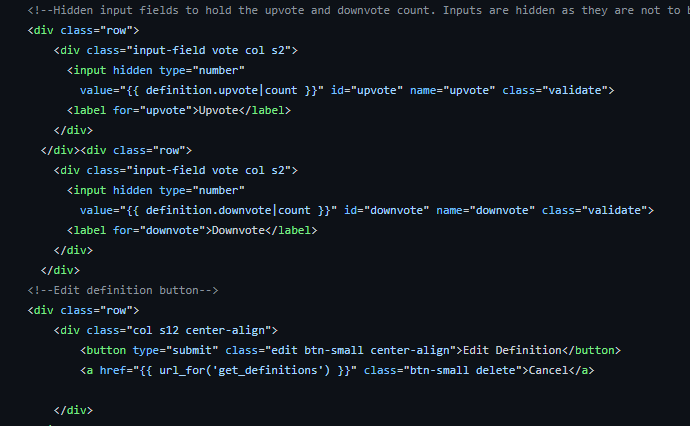 <!--Hidden input fields to hold the upvote and downvote count. Inputs are hidden as they are not to
<div class="row">
<div class="input-field vote col s2">
<input hidden type="number"
value="{{ definition.upvote|count }}" id="upvote" name="upvote" class="validate">
<label for="upvote">Upvote</label>
</div>
</div><div class="row">
<div class="input-field vote col s2">
<input hidden type="number"
value="{{ definition.downvote|count }}" id="downvote" name="downvote" class="validate">
<label for="downvote">Downvote</label>
</div>
</div>
<!--Edit definition button-->
<div class="row">
<div class="col s12 center-align">
<button type="submit" class="edit btn-small center-align">Edit Definition</button>
<a href="{{ url_for('get_definitions') }}" class="btn-small delete">Cancel</a>
</div>